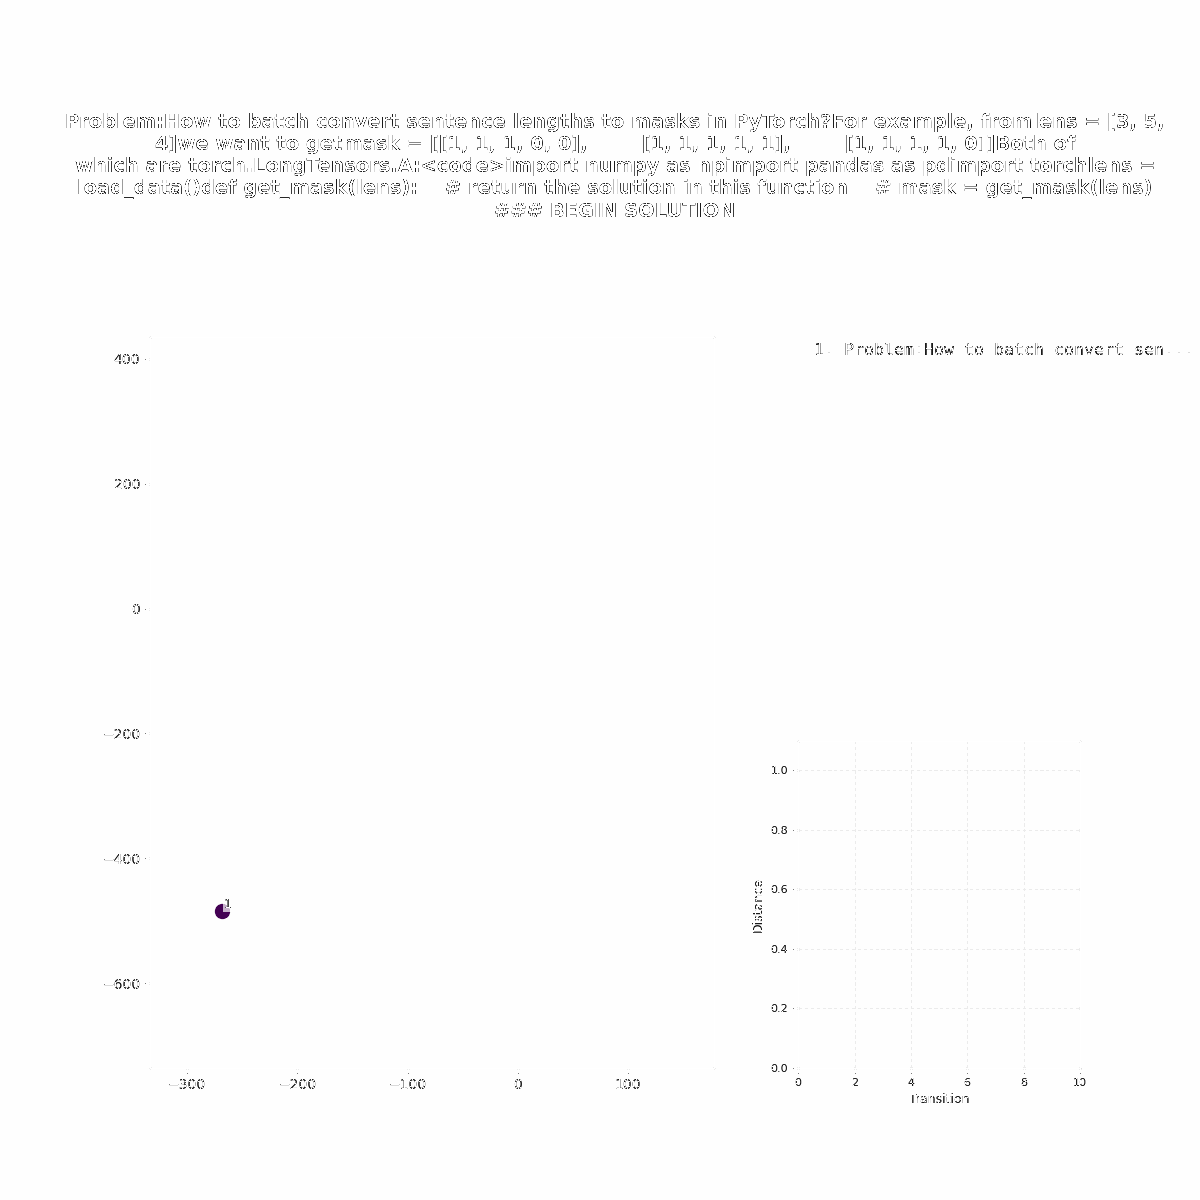 Problem:How to batch convert sentence lengths to masks in PyTorch?For example, fromlens = [3, 5,
4]we want to getmask = [[1, 1, 1, 0, 0],        [1, 1, 1, 1, 1],        [1, 1, 1, 1, 0]]Both of
which are torch.LongTensors.A:<code>import numpy as npimport pandas as pdimport torchlens =
load_data()def get_mask(lens):    # return the solution in this function    # mask = get_mask(lens)
### BEGIN SOLUTION
1. Problem:How to batch convert sen...
400
200
0
−200
−400
−600
−300 −200 −100 0 100
1
1.0
0.8
0.6
0.4
0.2
0.0
0 2 4 6 8 10
Distance
Transition